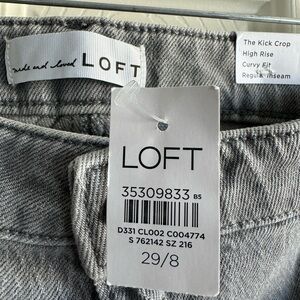 made and loved LOFT
The Kick Crop
High Rise
Curvy Fit
Regular Inseam
LOFT
35309833 B5
D331 CL002 C004774
S 762142 SZ 216
29/8